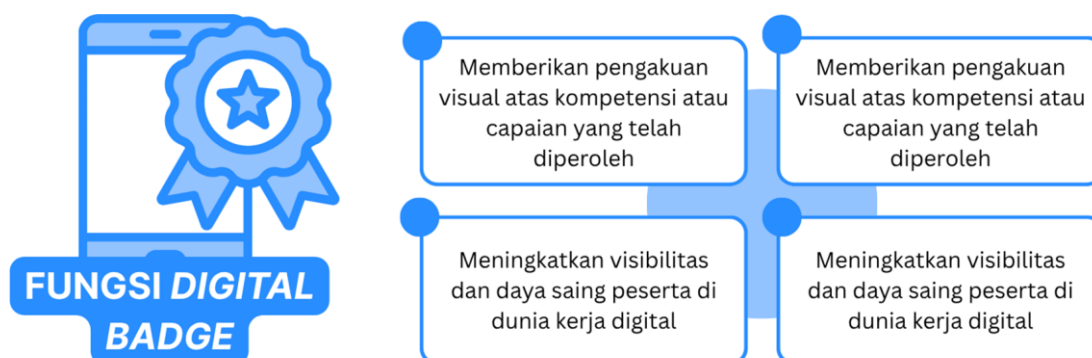 FUNGSI DIGITAL
BADGE
Memberikan pengakuan
visual atas kompetensi atau
capaian yang telah
diperoleh
Memberikan pengakuan
visual atas kompetensi atau
capaian yang telah
diperoleh
Meningkatkan visibilitas
dan daya saing peserta di
dunia kerja digital
Meningkatkan visibilitas
dan daya saing peserta di
dunia kerja digital